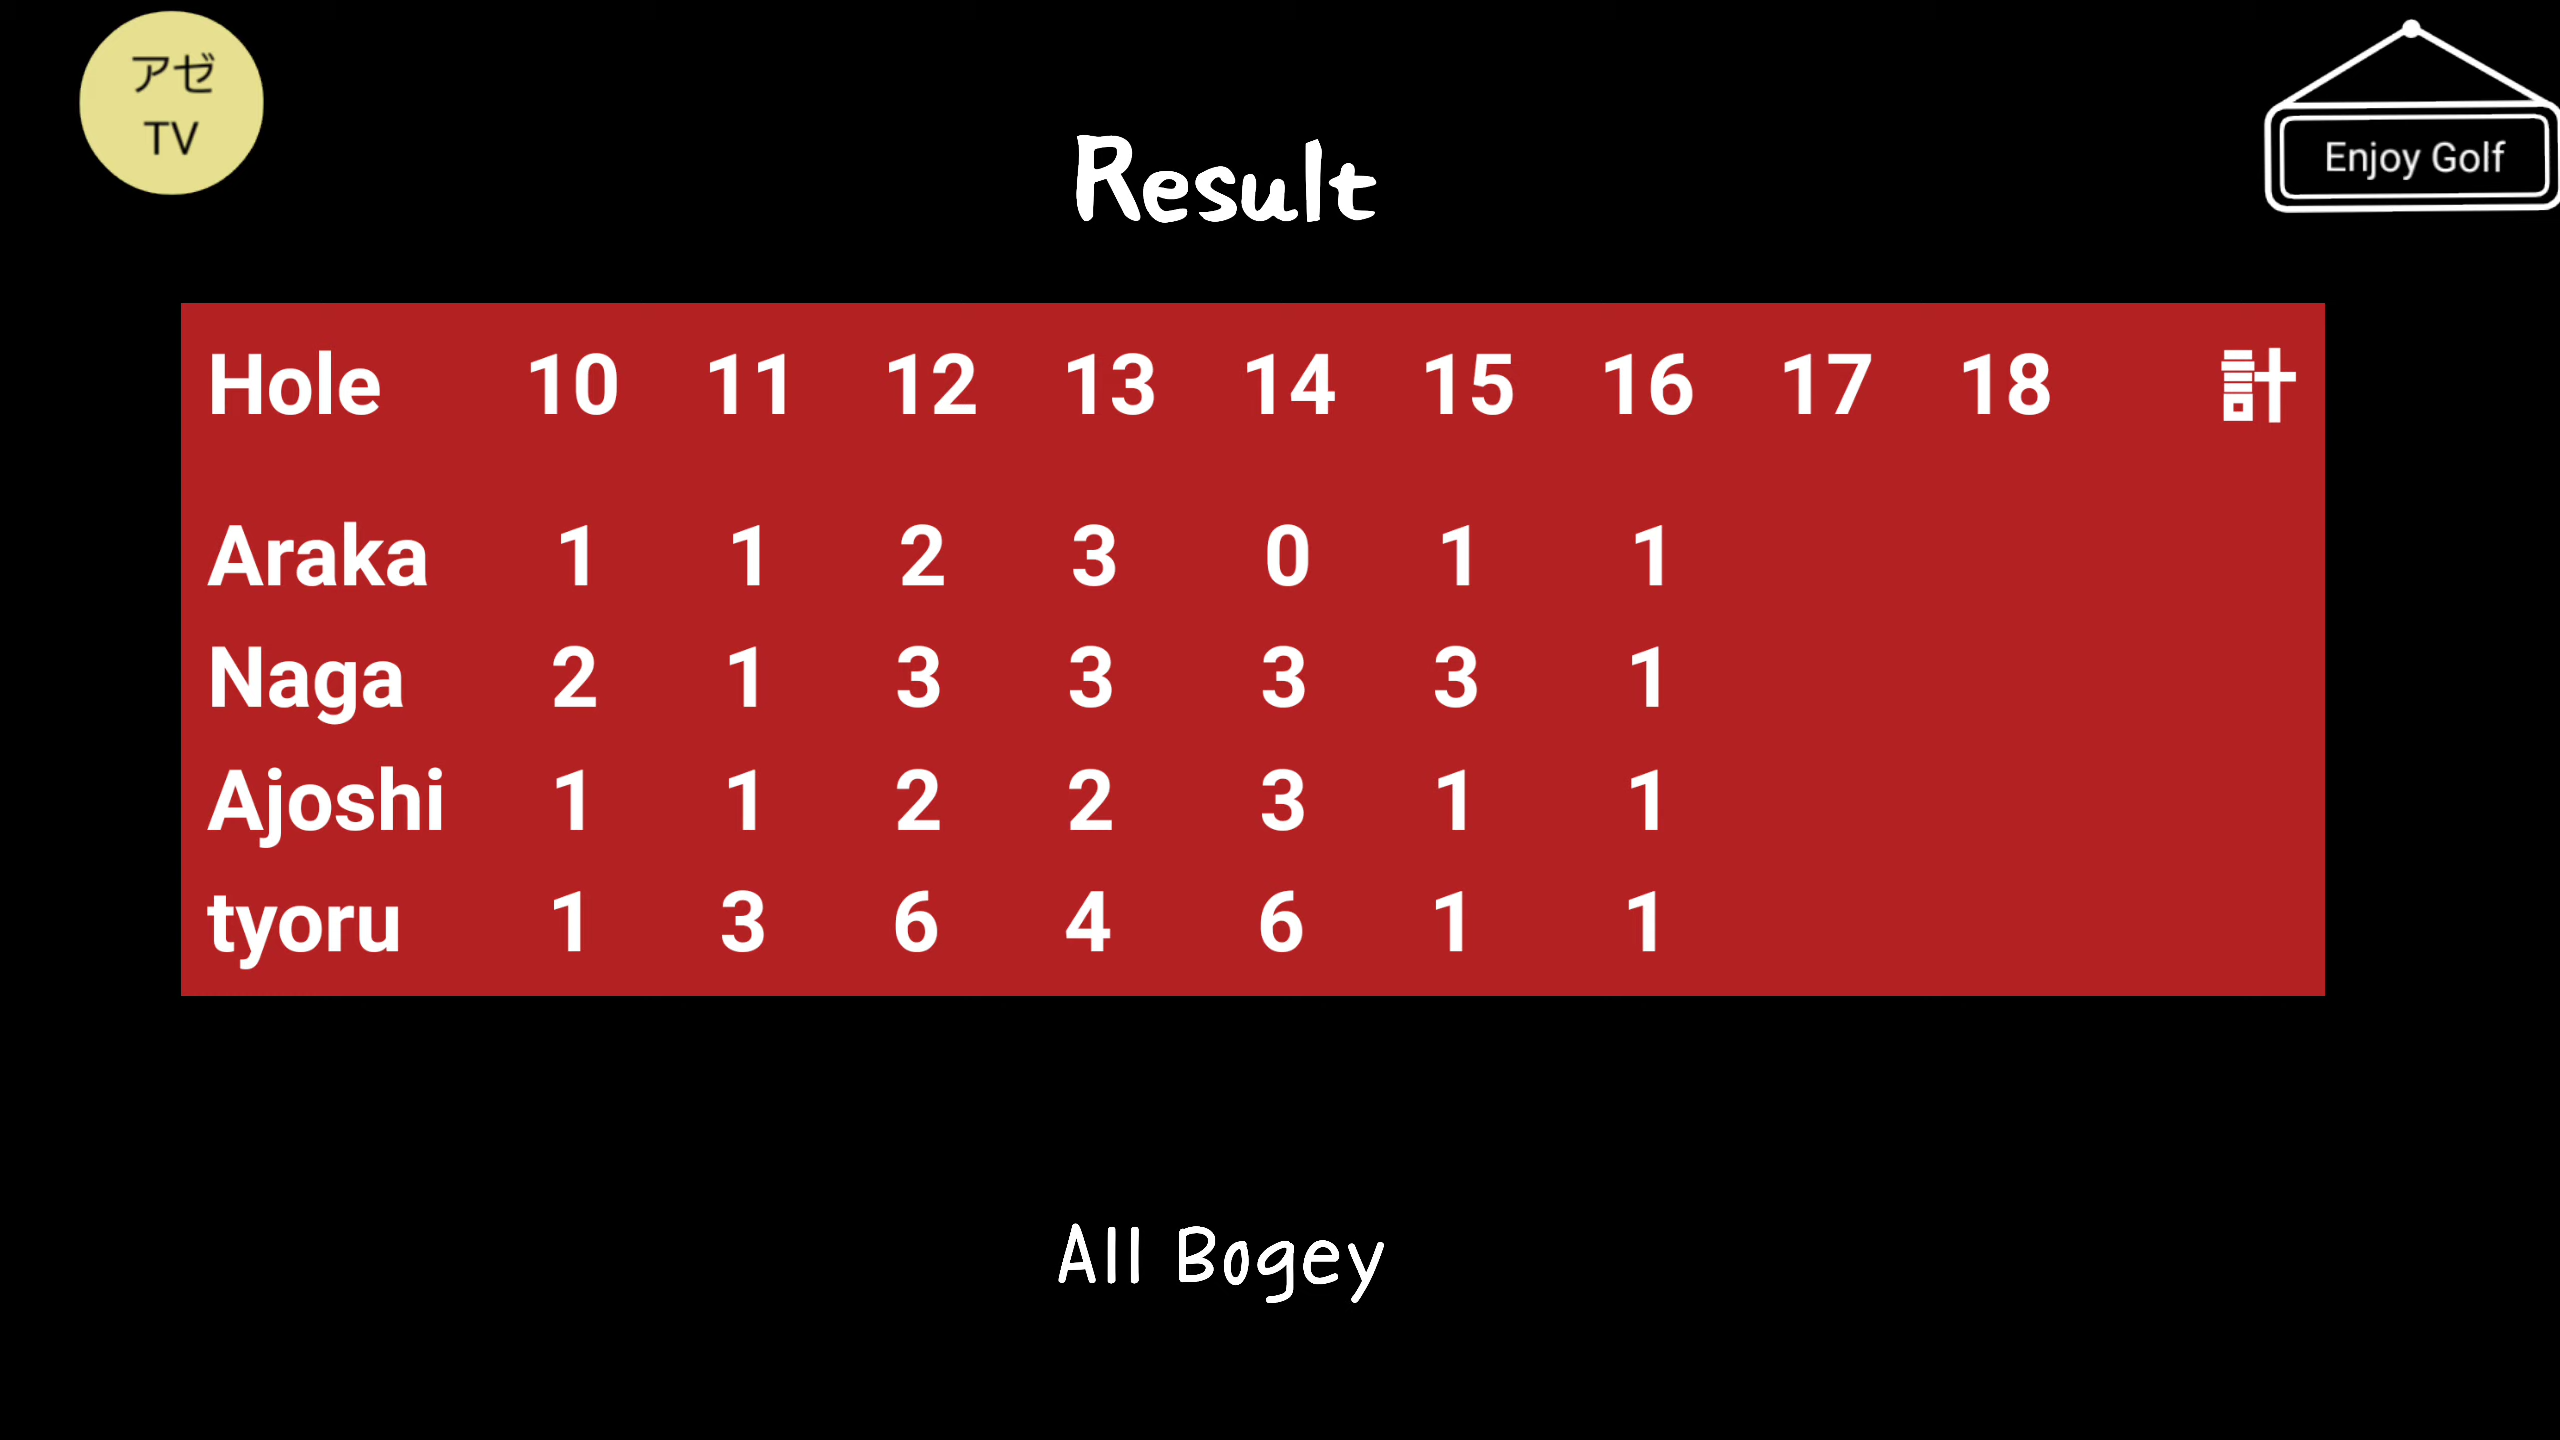 アゼ
TV
Enjoy Golf
Result
Hole 10 11 12 13 14 15 16 17 18 計
Araka 1 1 2 3 0 1 1
Naga 2 1 3 3 3 3 1
Ajoshi 1 1 2 2 3 1 1
tyoru 1 3 6 4 6 1 1
All Bogey